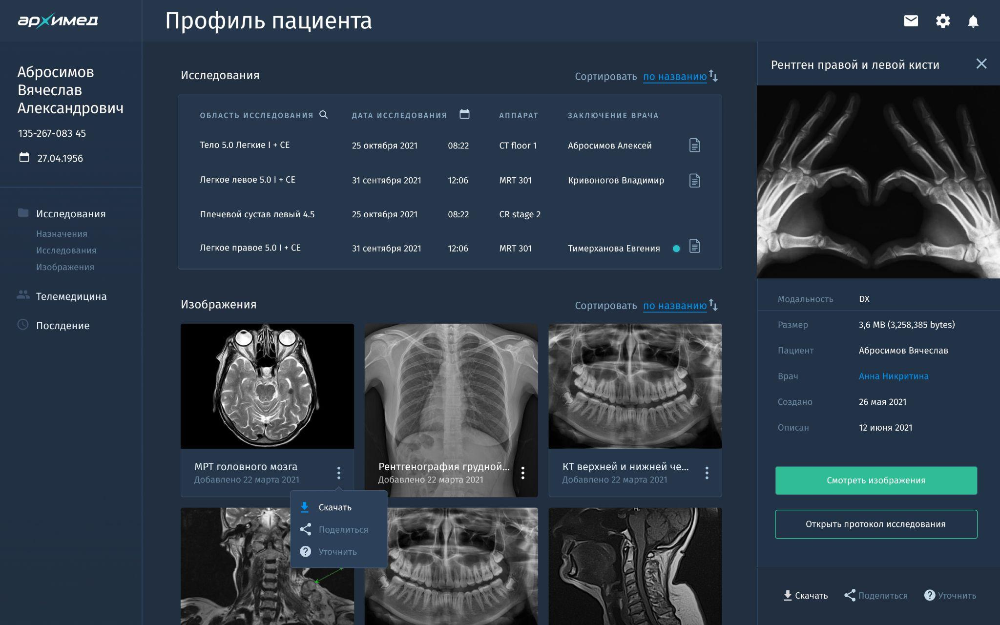 архимед
Профиль пациента
Абросимов
Вячеслав
Александрович
135-267-083 45
27.04.1956
Исследования
Назначения
Исследования
Изображения
Телемедицина
Послдение
Исследования
Сортировать по названию
ОБЛАСТЬ ИССЛЕДОВАНИЯ ДАТА ИССЛЕДОВАНИЯ АППАРАТ ЗАКЛЮЧЕНИЕ ВРАЧА
Тело 5.0 Легкие I + CE 25 октября 2021 08:22 CT floor 1 Абросимов Алексей
Легкое левое 5.0 I + CE 31 сентября 2021 12:06 MRT 301 Кривоногов Владимир
Плечевой сустав левый 4.5 25 октября 2021 08:22 CR stage 2
Легкое правое 5.0 I + CE 31 сентября 2021 12:06 MRT 301 Тимерханова Евгения
Изображения
Сортировать по названию
МРТ головного мозга
Добавлено 22 марта 2021
Рентгенография грудной...
Добавлено 22 марта 2021
КТ верхней и нижней че...
Добавлено 22 марта 2021
Скачать
Поделиться
Уточнить
Рентген правой и левой кисти
Модальность DX
Размер 3,6 MB (3,258,385 bytes)
Пациент Абросимов Вячеслав
Врач Анна Никритина
Создано 26 мая 2021
Описан 12 июня 2021
Смотреть изображения
Открыть протокол исследования
Скачать Поделиться Уточнить